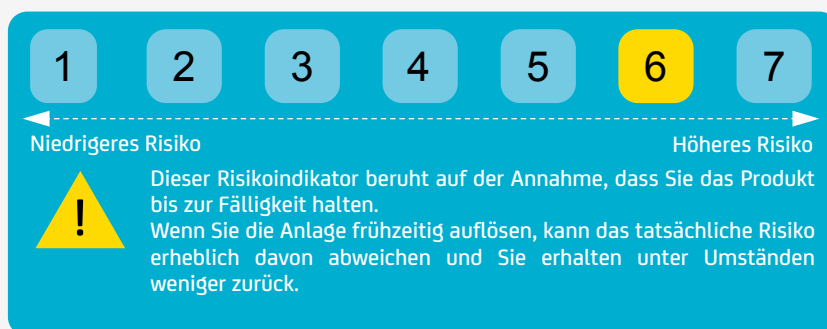 1 2 3 4 5 6 7
Niedrigeres Risiko Höheres Risiko
!
Dieser Risikoindikator beruht auf der Annahme, dass Sie das Produkt
bis zur Fälligkeit halten.
Wenn Sie die Anlage frühzeitig auflösen, kann das tatsächliche Risiko
erheblich davon abweichen und Sie erhalten unter Umständen
weniger zurück.